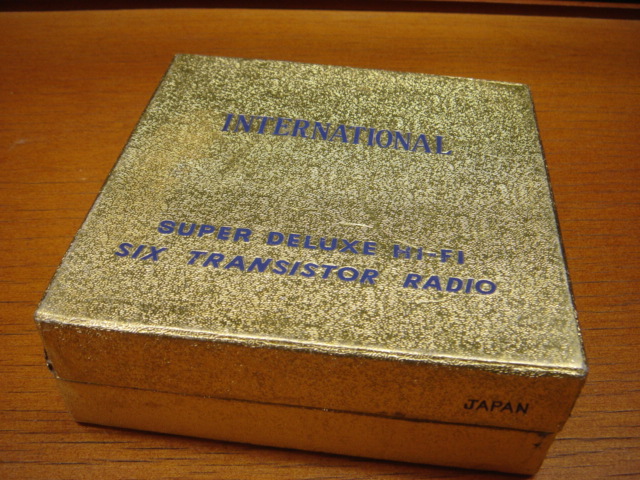 INTERNATIONAL
SUPER DELUXE HI-FI
SIX TRANSISTOR RADIO
JAPAN